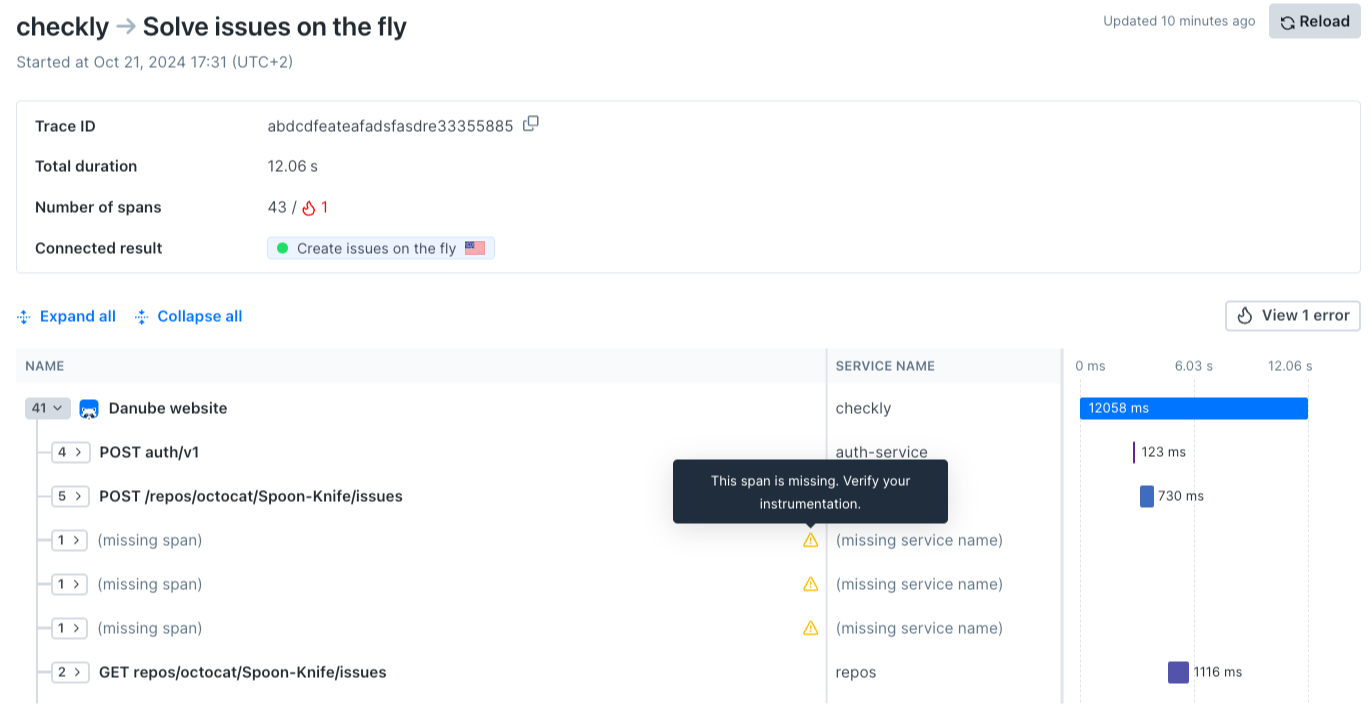 checkly → Solve issues on the fly
Updated 10 minutes ago
Reload
Started at Oct 21, 2024 17:31 (UTC+2)
Trace ID
abdcdfeateafadsfasdre33355885
Total duration
12.06 s
Number of spans
43 / 1
Connected result
Create issues on the fly
Expand all
Collapse all
View 1 error
NAME
SERVICE NAME
0 ms
6.03 s
12.06 s
41
Danube website
checkly
12058 ms
4
POST auth/v1
auth-service
123 ms
This span is missing. Verify your
instrumentation.
5
POST /repos/octocat/Spoon-Knife/issues
730 ms
1
(missing span)
(missing service name)
1
(missing span)
(missing service name)
1
(missing span)
(missing service name)
2
GET repos/octocat/Spoon-Knife/issues
repos
1116 ms